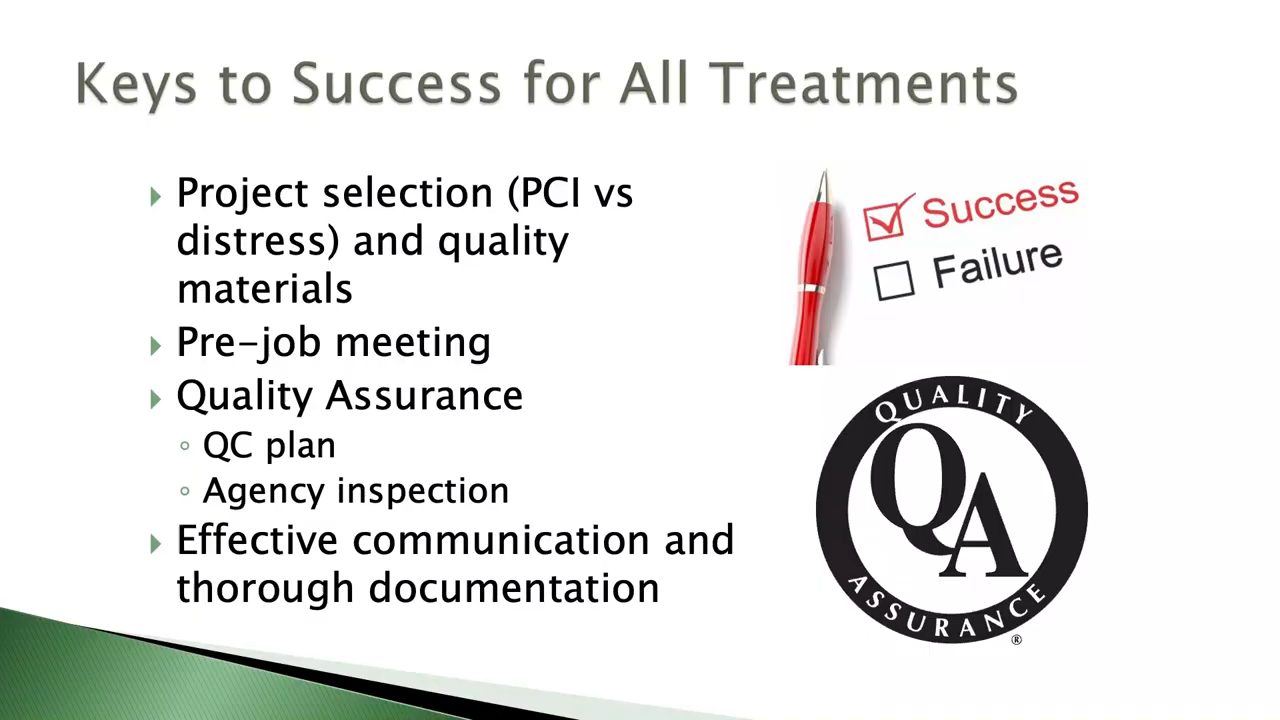 Keys to Success for All Treatments
Project selection (PCI vs
distress) and quality
materials
Pre-job meeting
Quality Assurance
QC plan
Agency inspection
Effective communication and
thorough documentation
Success
Failure
QUALITY
QA
ASSURANCE
®